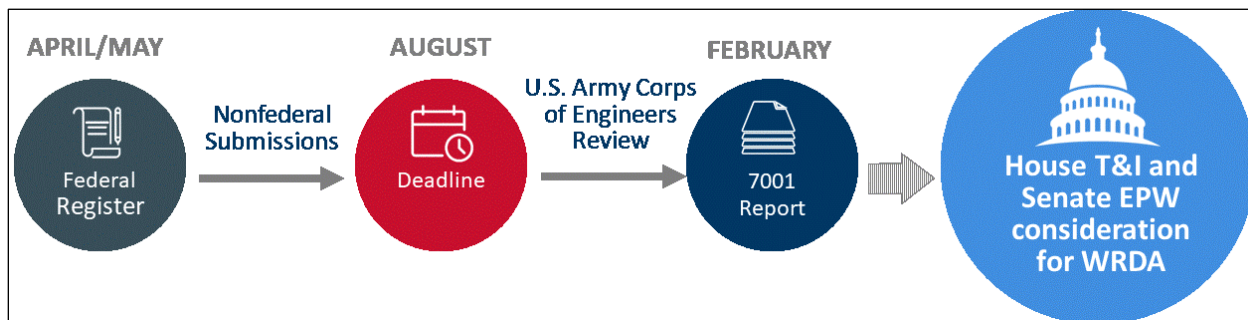 APRIL/MAY
Federal
Register
Nonfederal
Submissions
AUGUST
Deadline
U.S. Army Corps
of Engineers
Review
FEBRUARY
7001
Report
House T&I and
Senate EPW
consideration
for WRDA